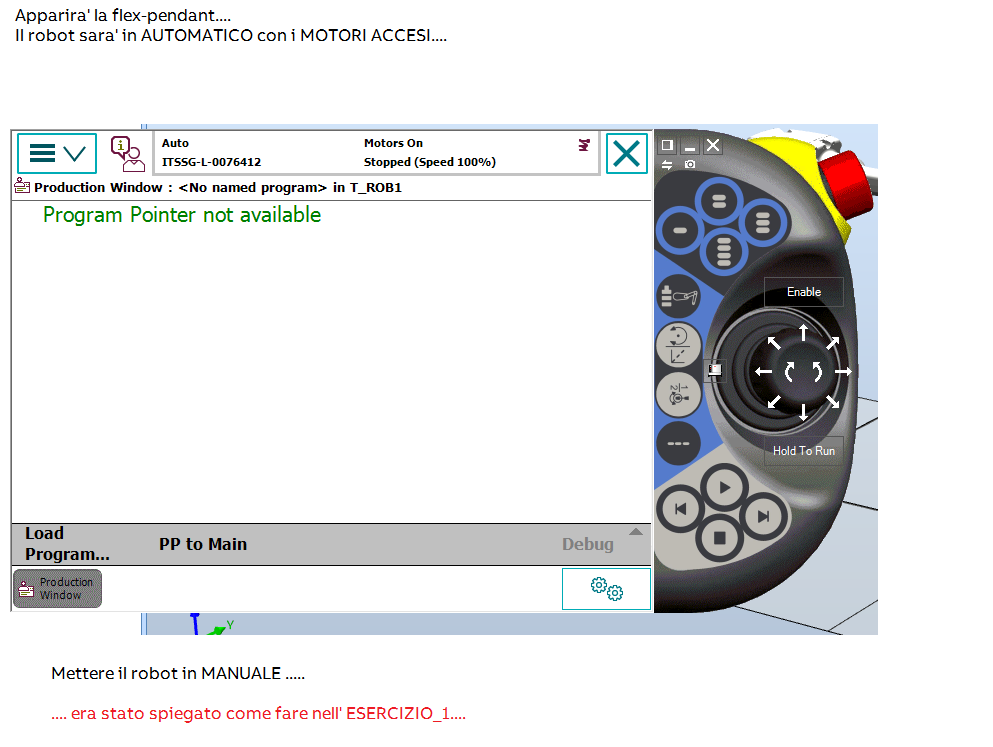 Apparira' la flex-pendant....
Il robot sara' in AUTOMATICO con i MOTORI ACCESI....
Auto
Motors On
ITSSG-L-0076412
Stopped (Speed 100%)
Production Window : <No named program> in T_ROB1
Program Pointer not available
Enable
Hold To Run
Load
Program...
PP to Main
Debug
Production
Window
Y
Mettere il robot in MANUALE .....
.... era stato spiegato come fare nell' ESERCIZIO_1....